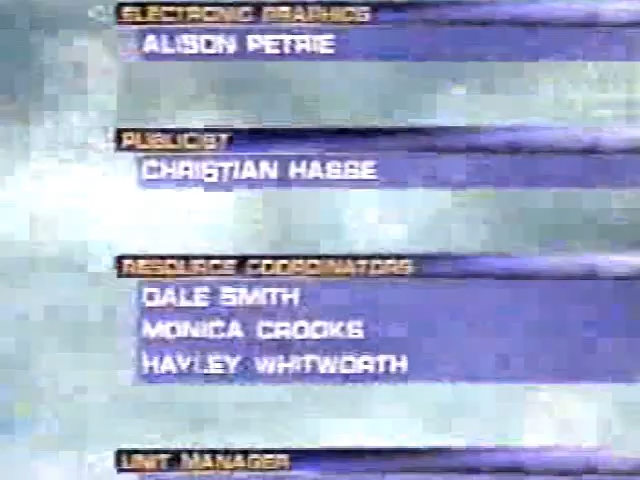 ELECTRONIC GRAPHICS
ALISON PETRIE
PUBLICIST
CHRISTIAN HASSE
RESOURCE COORDINATORS
DALE SMITH
MONICA CROOKS
HAYLEY WHITWORTH
UNIT MANAGER